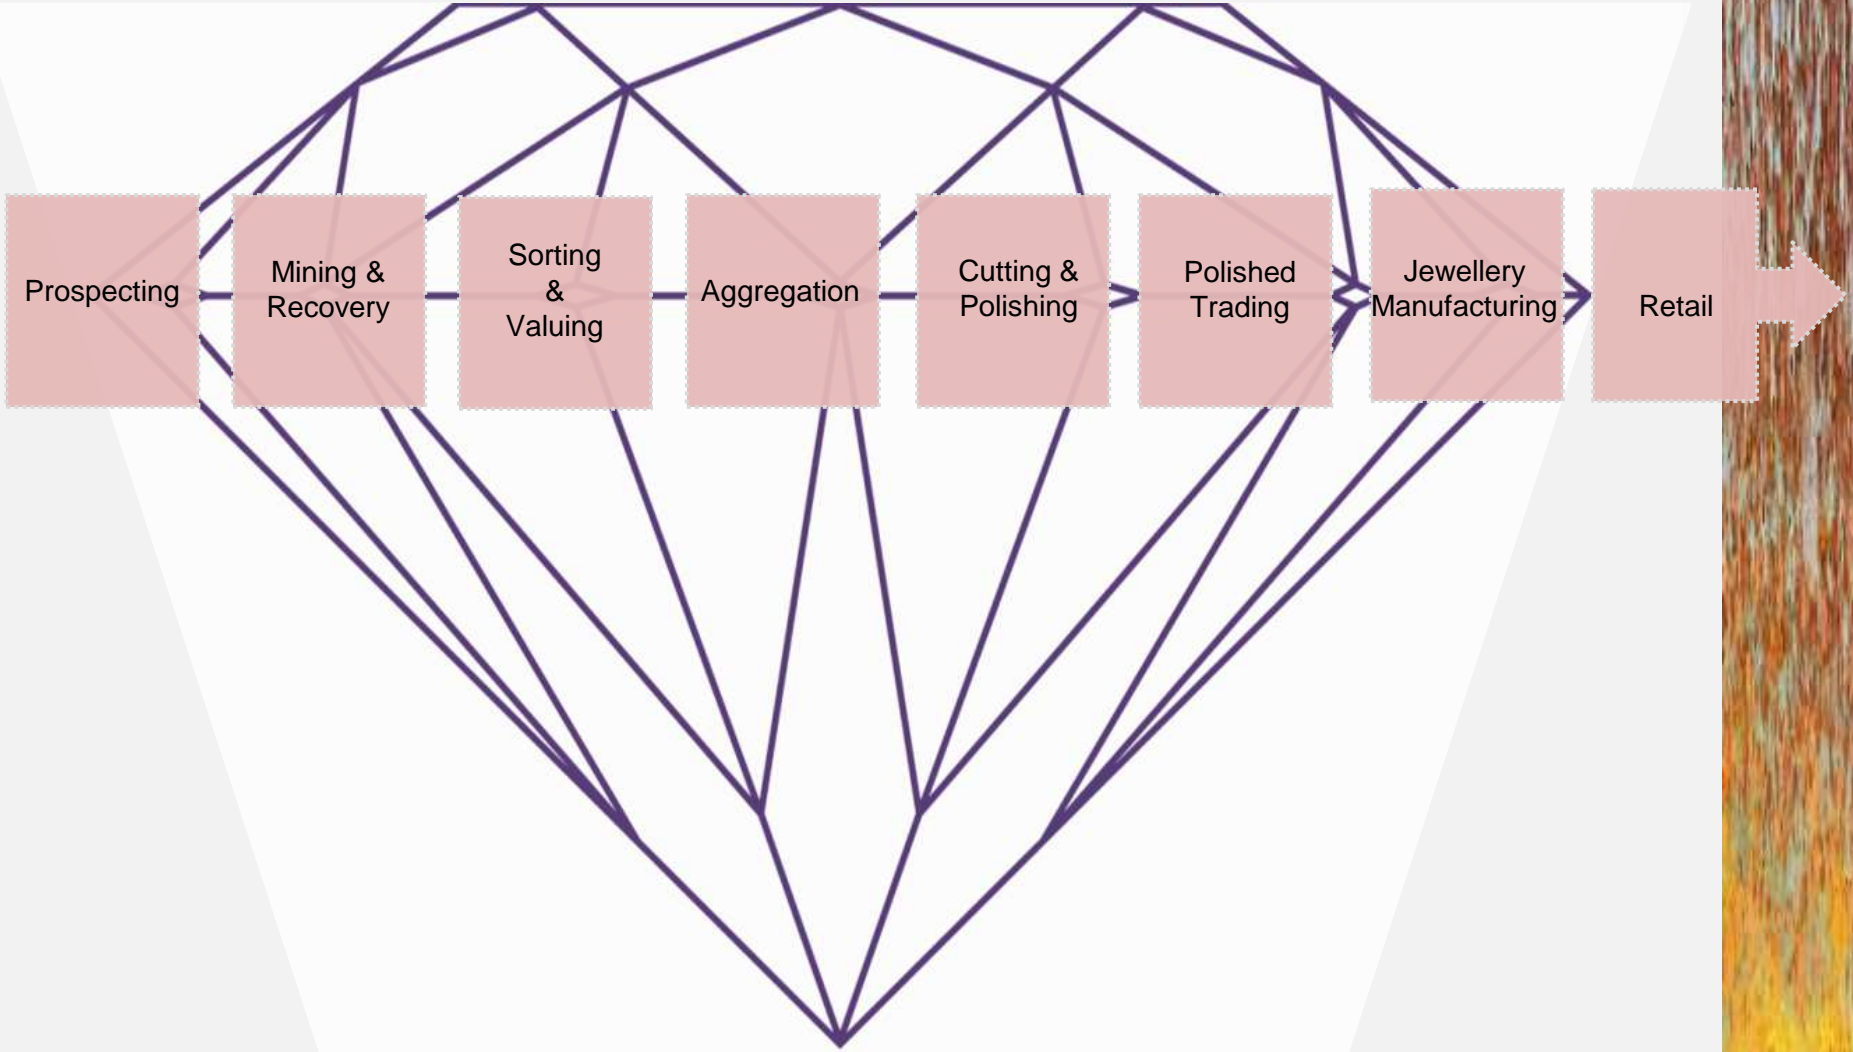 Prospecting
Mining &
Recovery
Sorting
&
Valuing
Aggregation
Cutting &
Polishing
Polished
Trading
Jewellery
Manufacturing
Retail